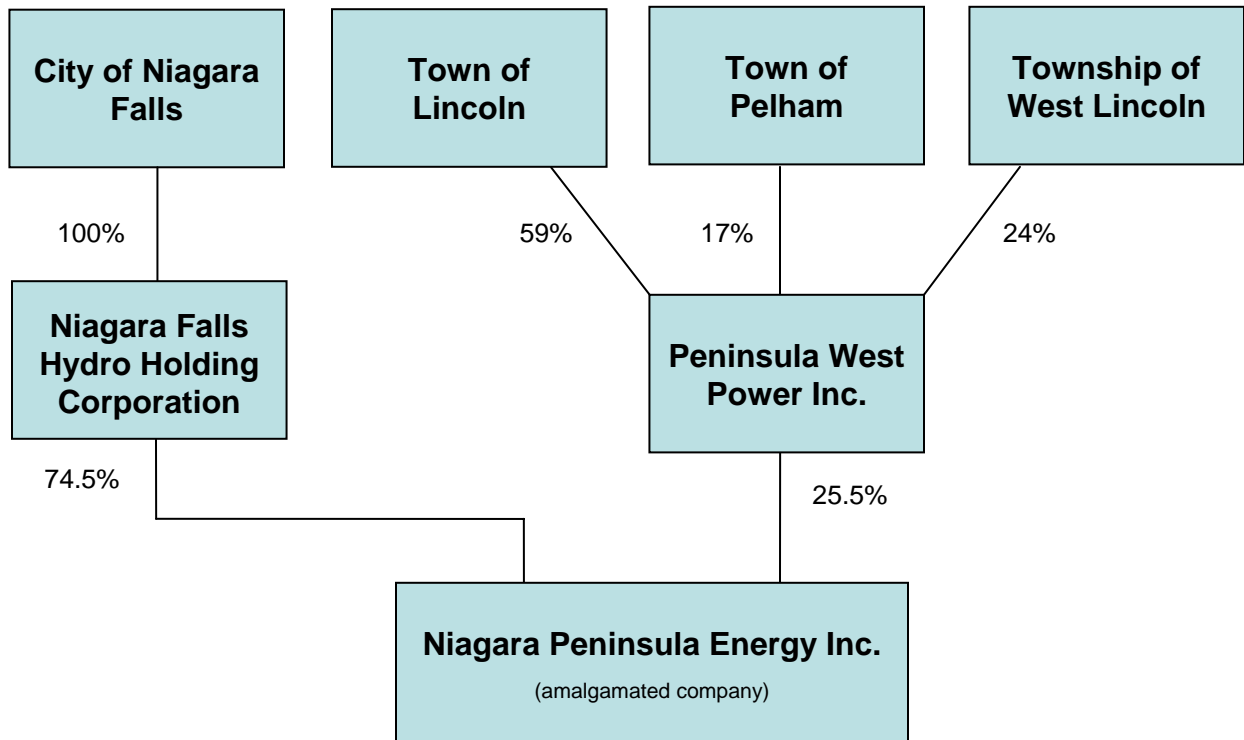 City of Niagara
Falls
Town of
Lincoln
Town of
Pelham
Township of
West Lincoln
100%
59%
17%
24%
Niagara Falls
Hydro Holding
Corporation
Peninsula West
Power Inc.
74.5%
25.5%
Niagara Peninsula Energy Inc.
(amalgamated company)